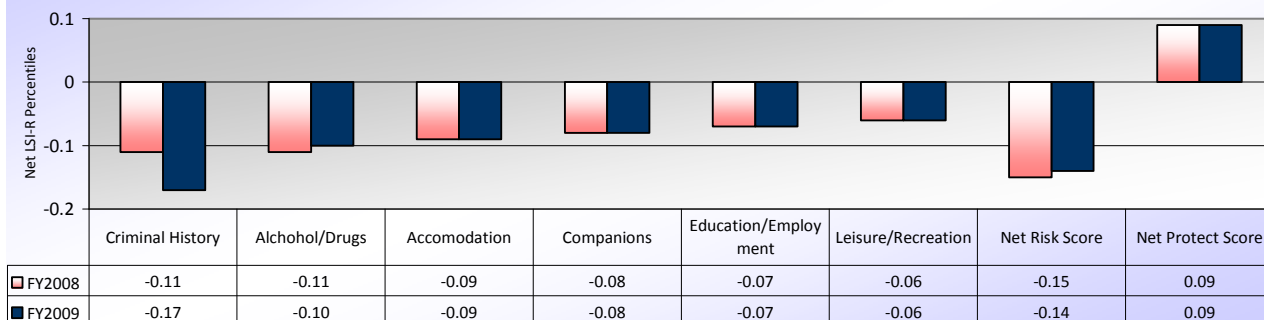 0.1
0
-0.1
-0.2
Net LSI-R Percentiles
Criminal History Alchohol/Drugs Accomodation Companions Education/Employ
ment Leisure/Recreation Net Risk Score Net Protect Score
FY2008 -0.11 -0.11 -0.09 -0.08 -0.07 -0.06 -0.15 0.09
FY2009 -0.17 -0.10 -0.09 -0.08 -0.07 -0.06 -0.14 0.09